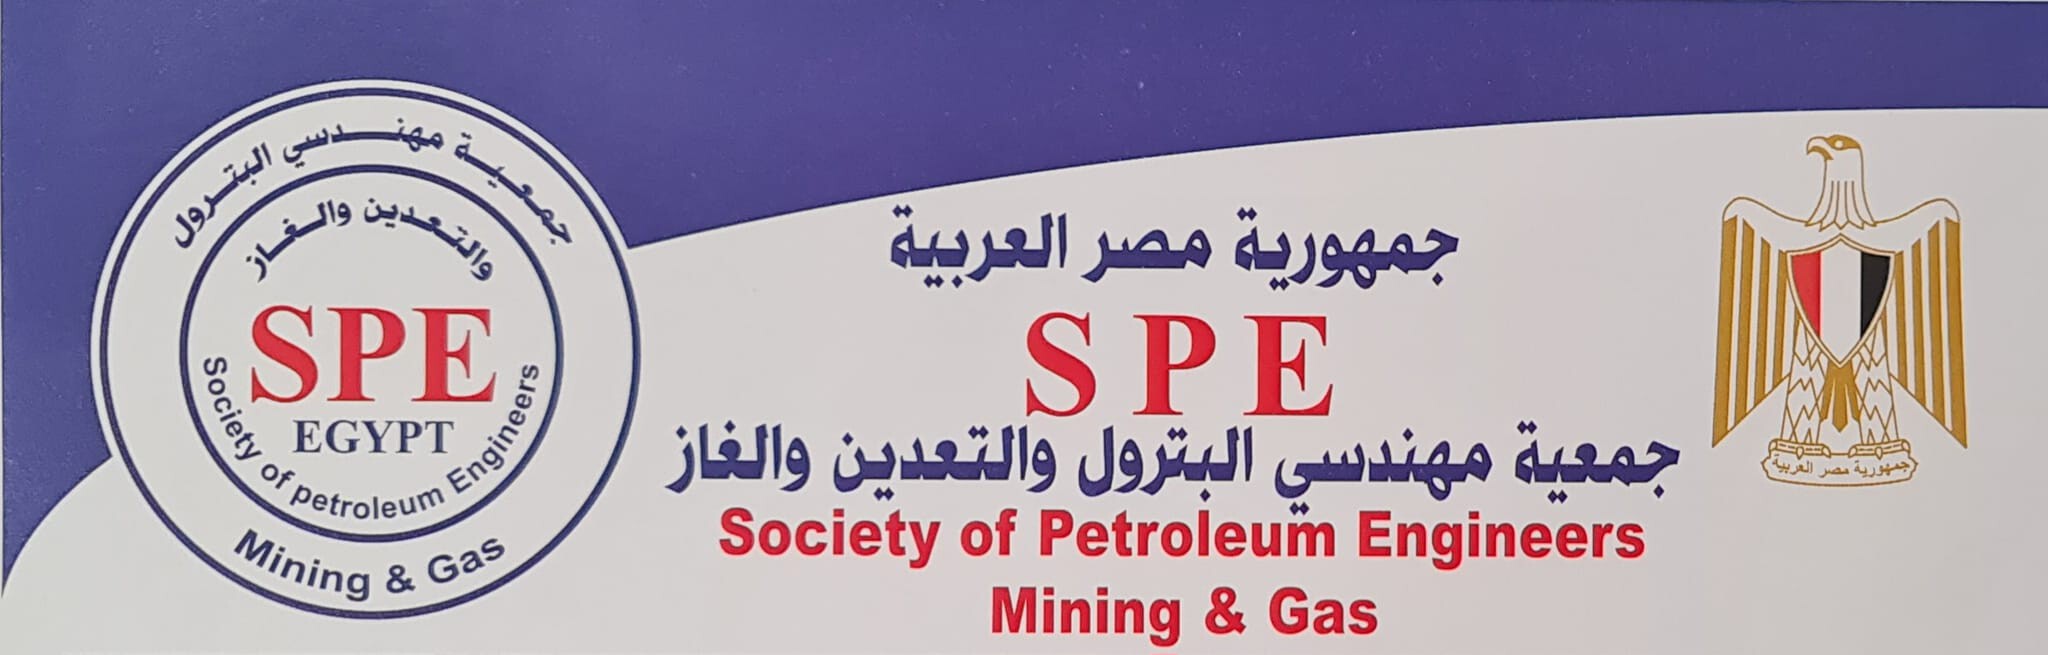 جمعية مهندسي البترول
والتعدين والغاز
SPE
EGYPT
Society of petroleum Engineers
Mining & Gas
جمهورية مصر العربية
SPE
جمعية مهندسي البترول والتعدين والغاز
Society of Petroleum Engineers
Mining & Gas
جمهورية مصر العربية